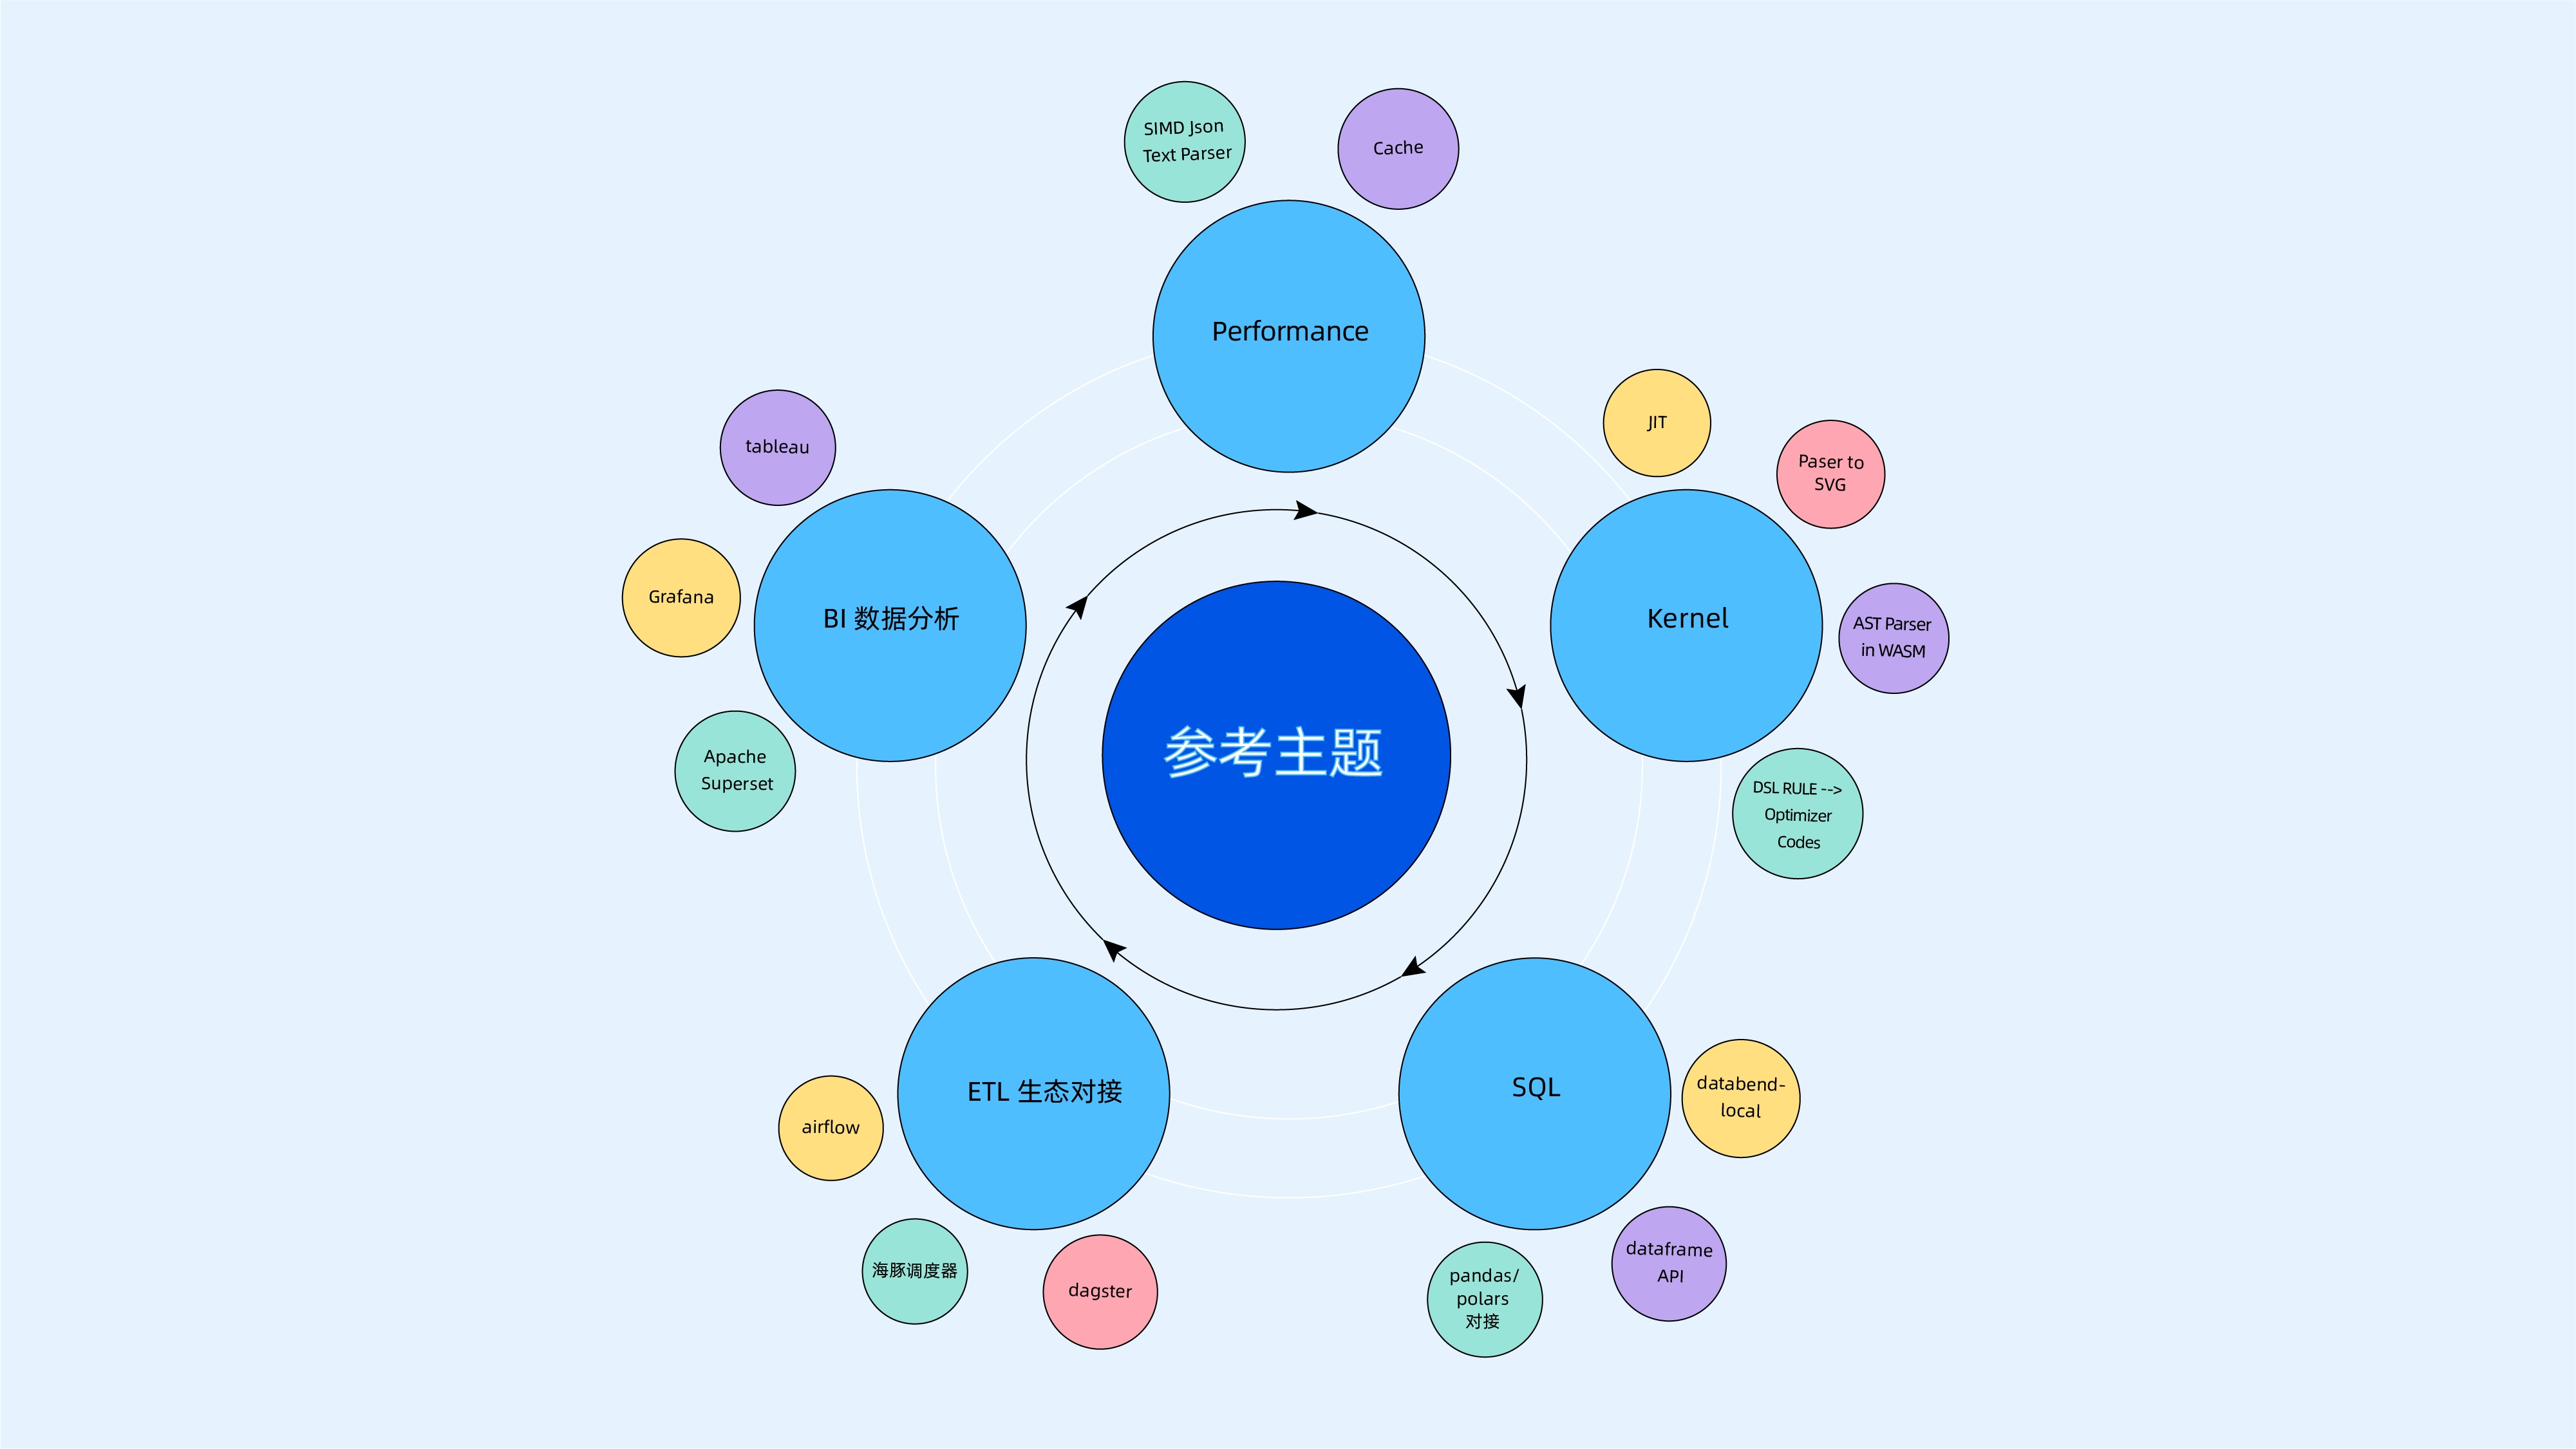 SIMD Json
Text Parser
Cache
Performance
JIT
Paser to
SVG
Kernel
AST Parser
in WASM
DSL RULE -->
Optimizer
Codes
SQL
databend-
local
dataframe
API
pandas/
polars
对接
ETL 生态对接
dagster
海豚调度器
airflow
BI 数据分析
Apache
Superset
Grafana
tableau
参考主题